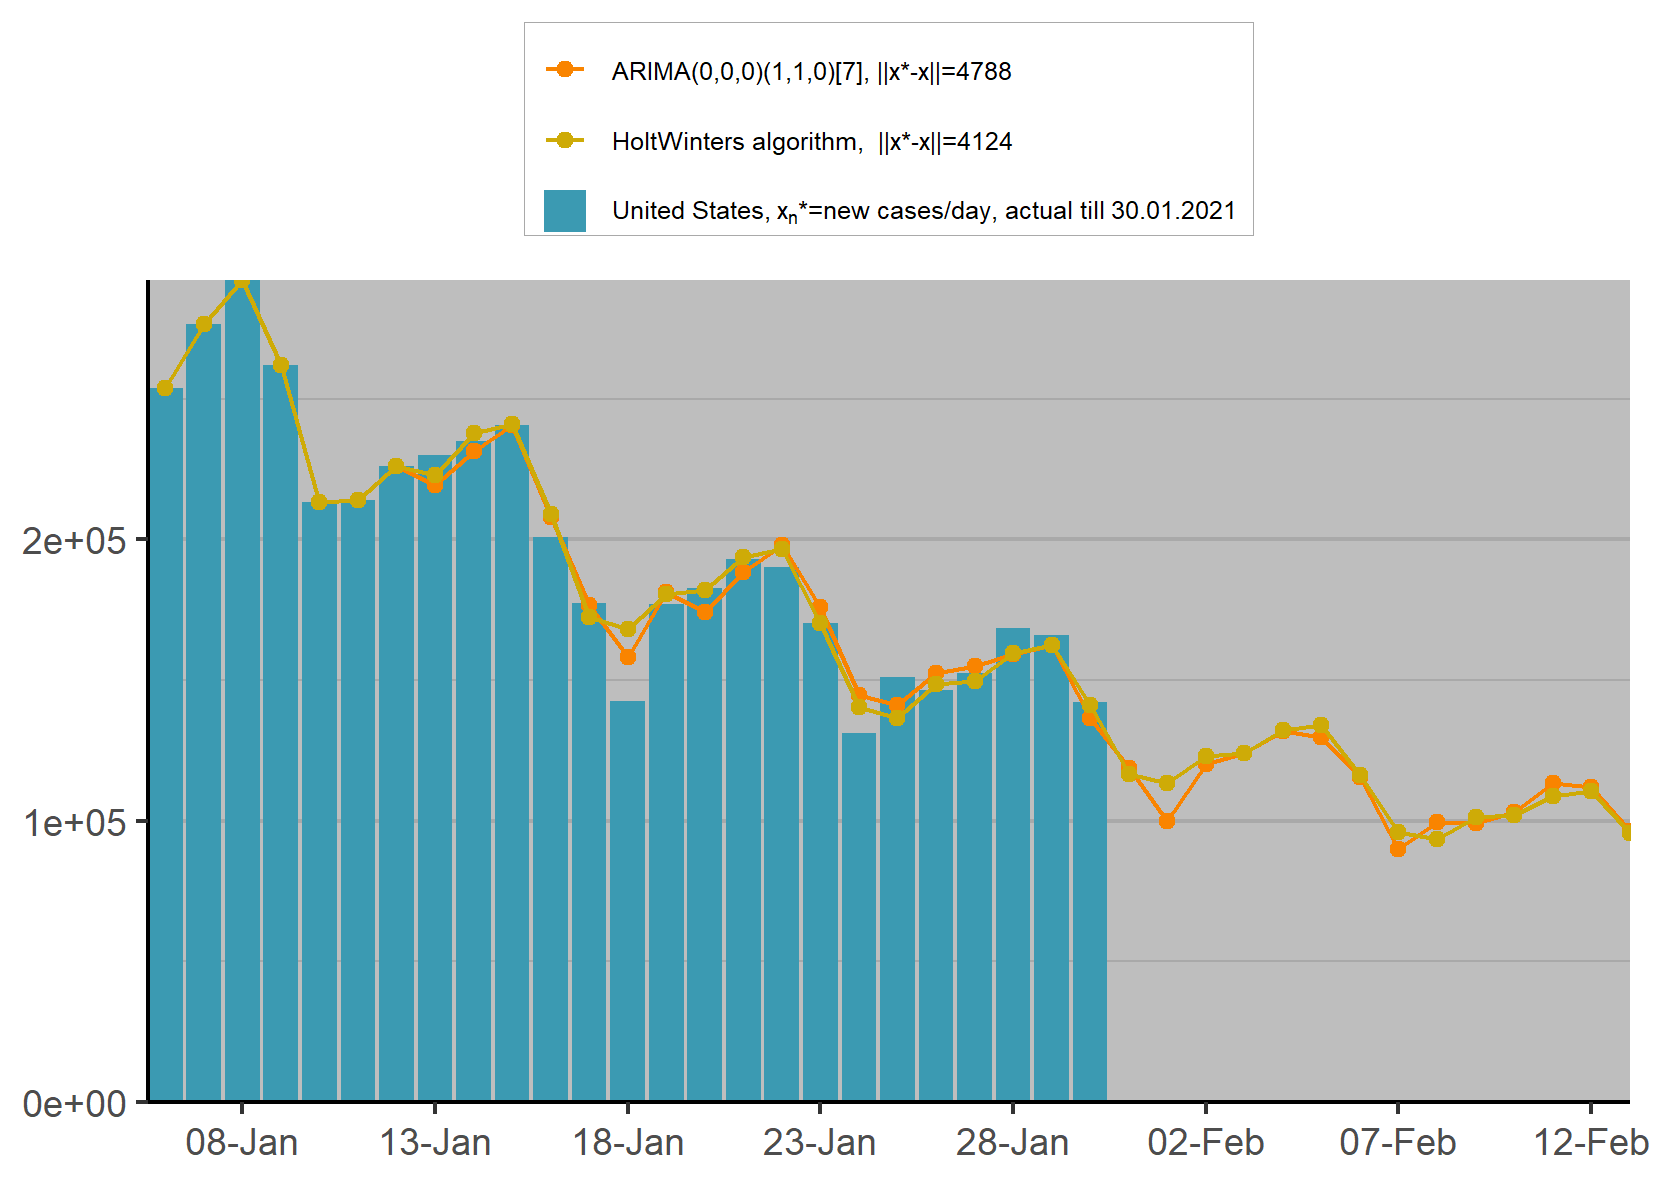 ARIMA(0,0,0)(1,1,0)[7], ||x*-x||=4788
HoltWinters algorithm,  ||x*-x||=4124
United States, xn*=new cases/day, actual till 30.01.2021
2e+05
1e+05
0e+00
08-Jan 13-Jan 18-Jan 23-Jan 28-Jan 02-Feb 07-Feb 12-Feb